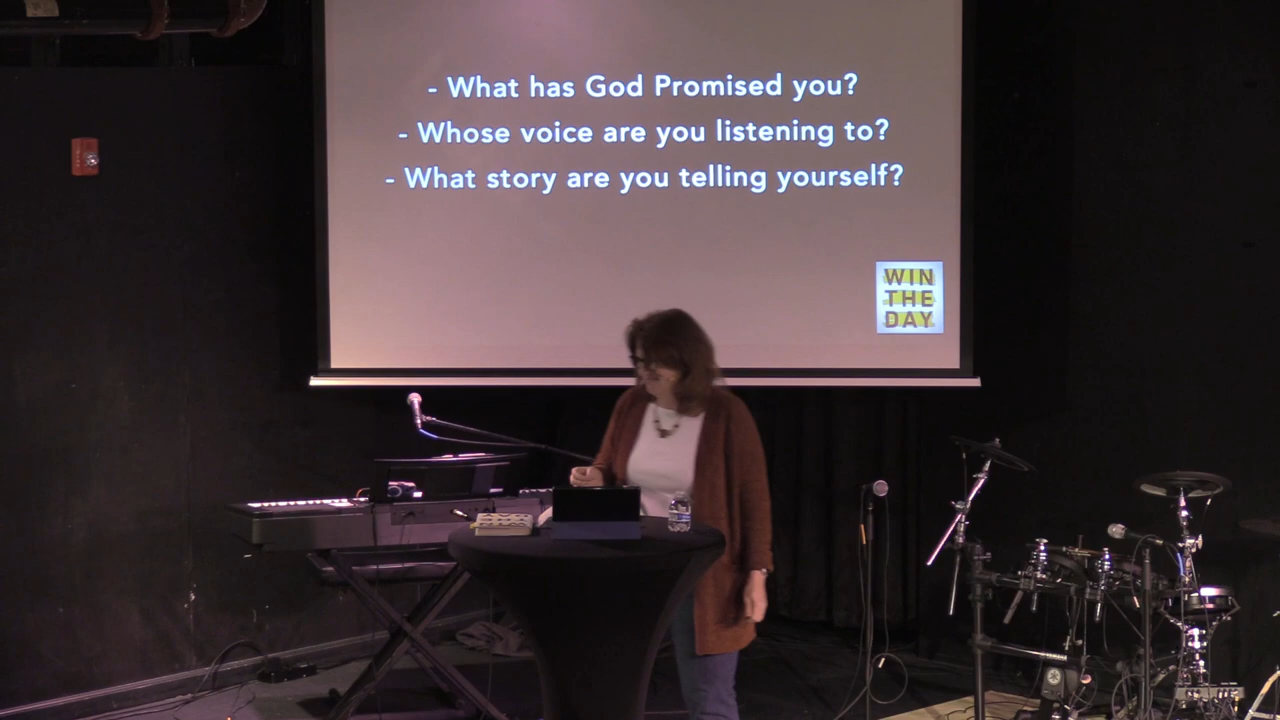 - What has God Promised you?
- Whose voice are you listening to?
- What story are you telling yourself?
WIN
THE
DAY